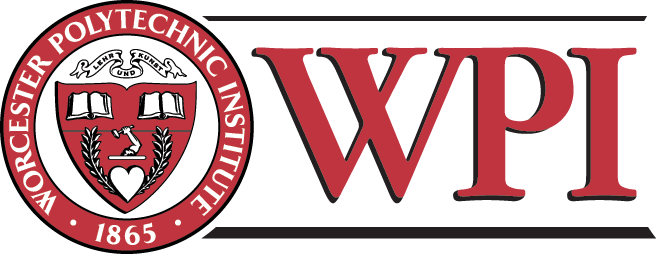 WORCESTER POLYTECHNIC INSTITUTE
LEHR UND KUNST
· 1865 ·
WPI